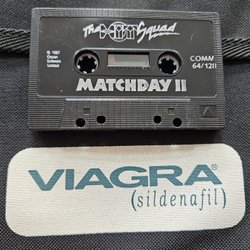 The HIT Squad
© 1987
Ocean
Software
Limited
COMM
64/128
MATCHDAY II
VIAGRA®
(sildenafil)